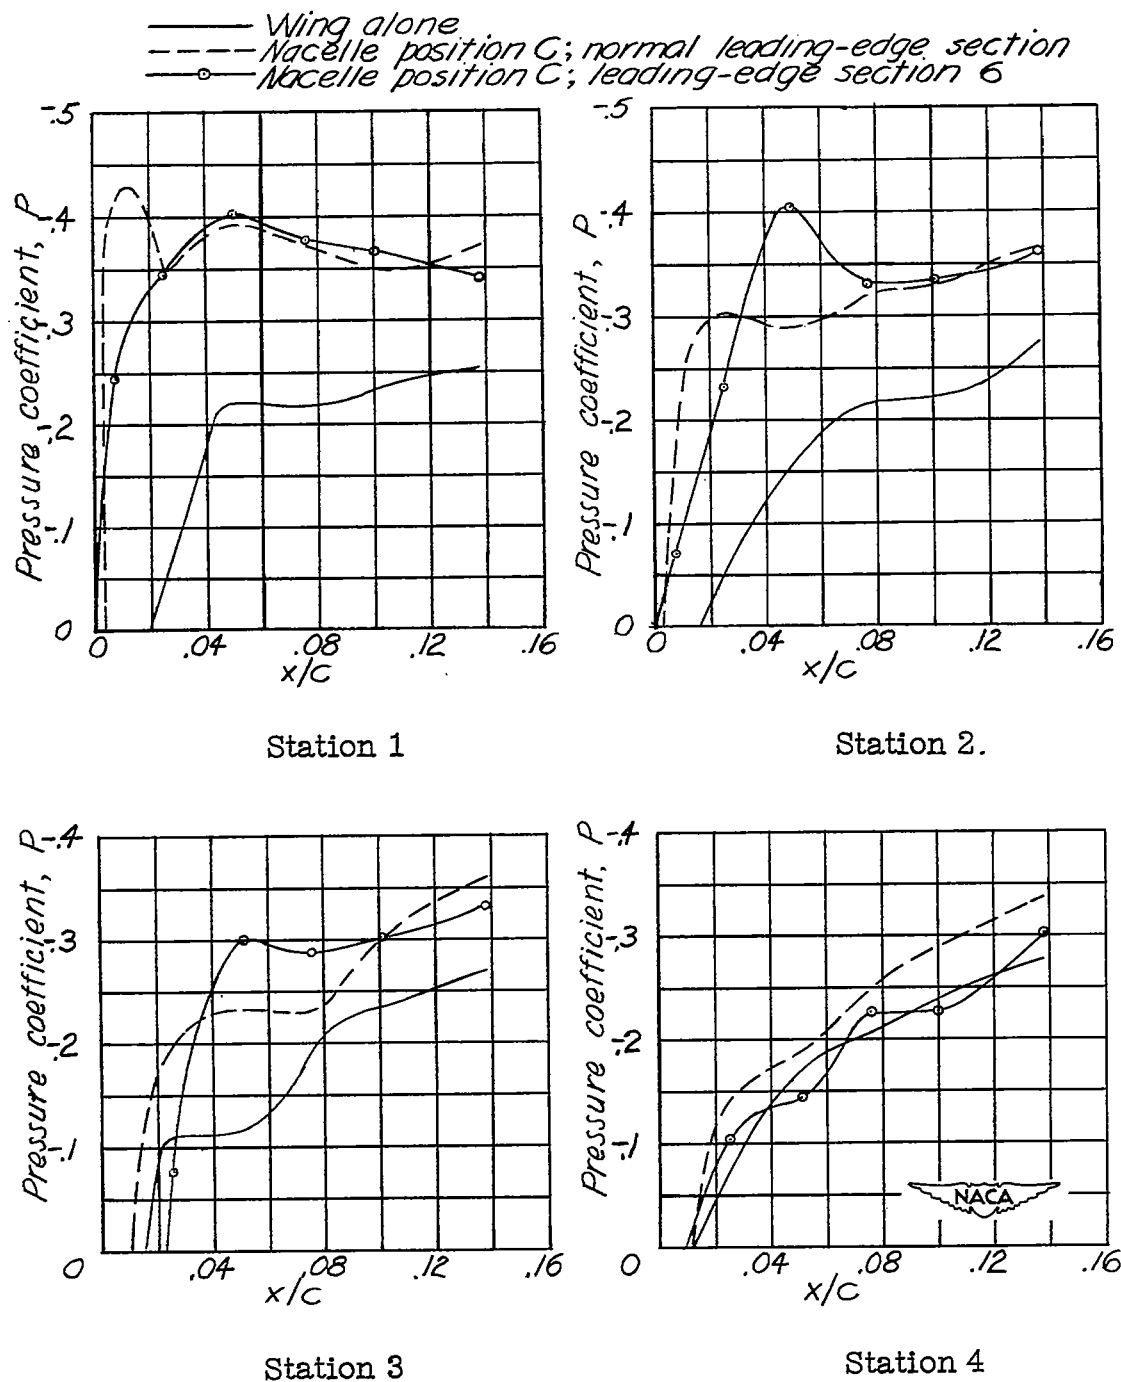 Wing alone
Nacelle position C; normal leading-edge section
Nacelle position C; leading-edge section 6
-.5
-.4
-.3
-.2
-.1
0
Pressure coefficient, P
0 .04 .08 .12 .16
x/c
Station 1
-.5
-.4
-.3
-.2
-.1
0
Pressure coefficient, P
0 .04 .08 .12 .16
x/c
Station 2.
-.4
-.3
-.2
-.1
Pressure coefficient, P
0 .04 .08 .12 .16
x/c
Station 3
-.4
-.3
-.2
-.1
Pressure coefficient, P
NACA
0 .04 .08 .12 .16
x/c
Station 4